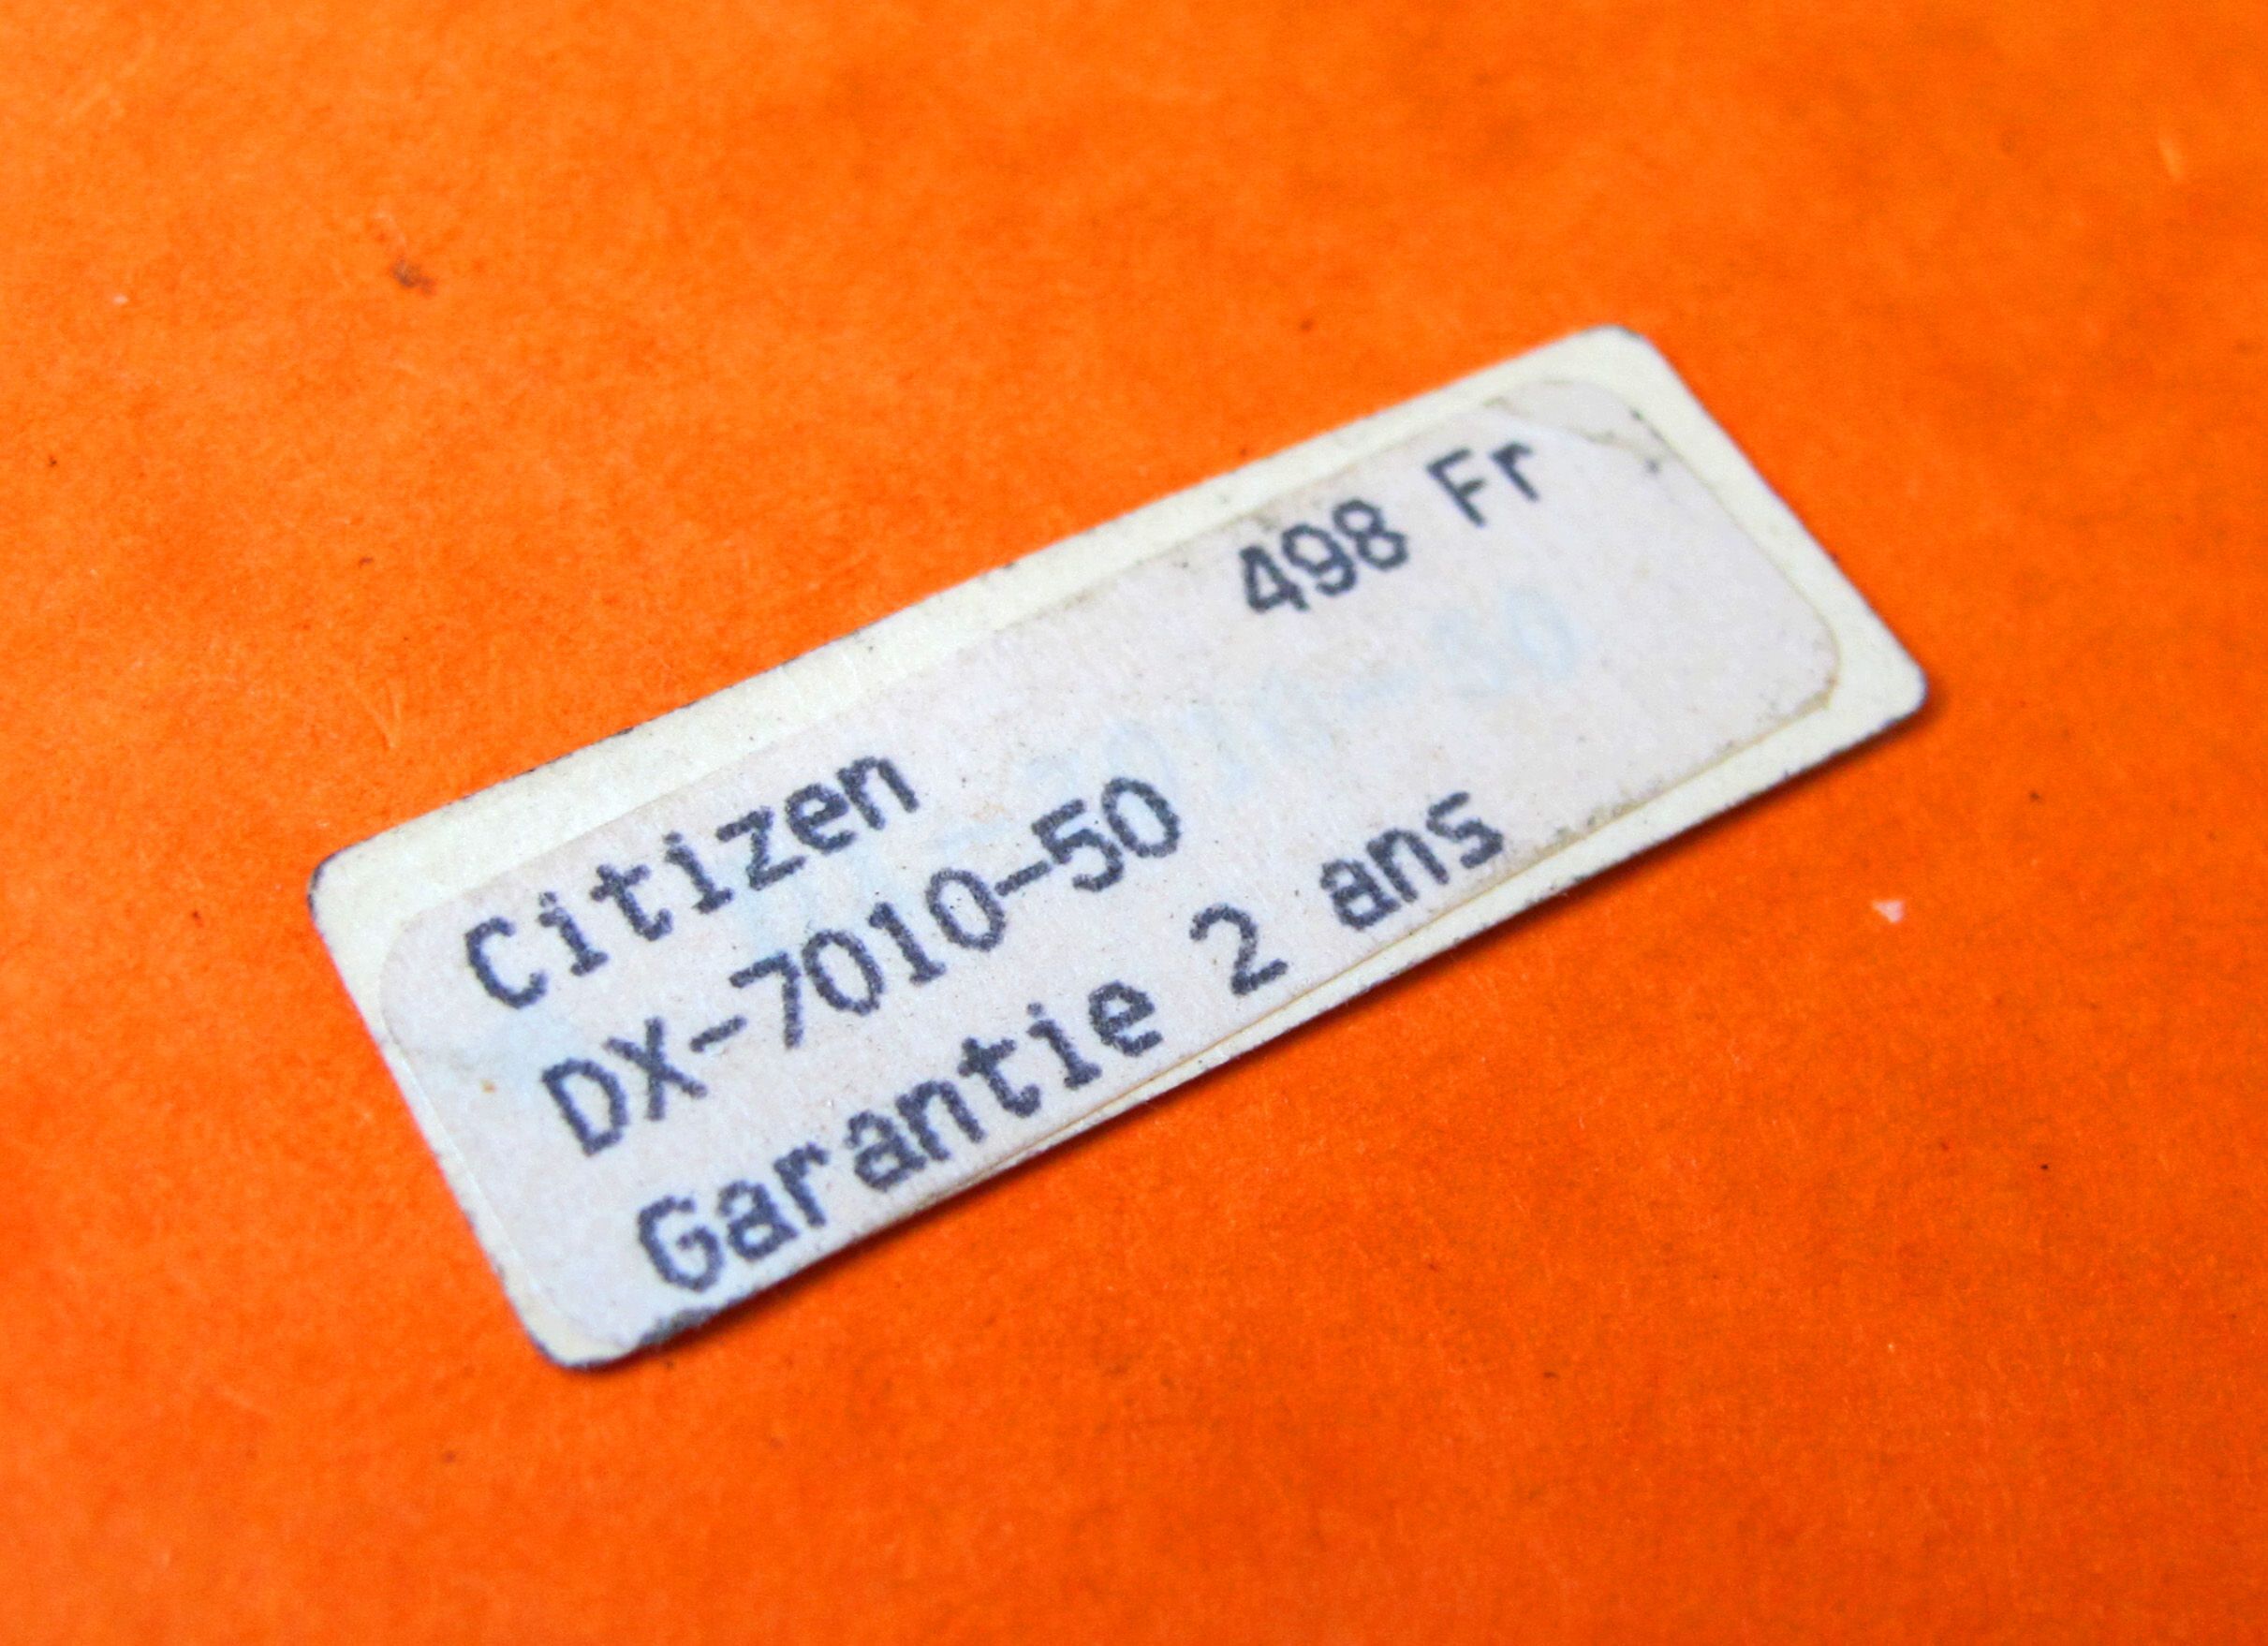 498 Fr
Citizen
DX-7010-50
Garantie 2 ans